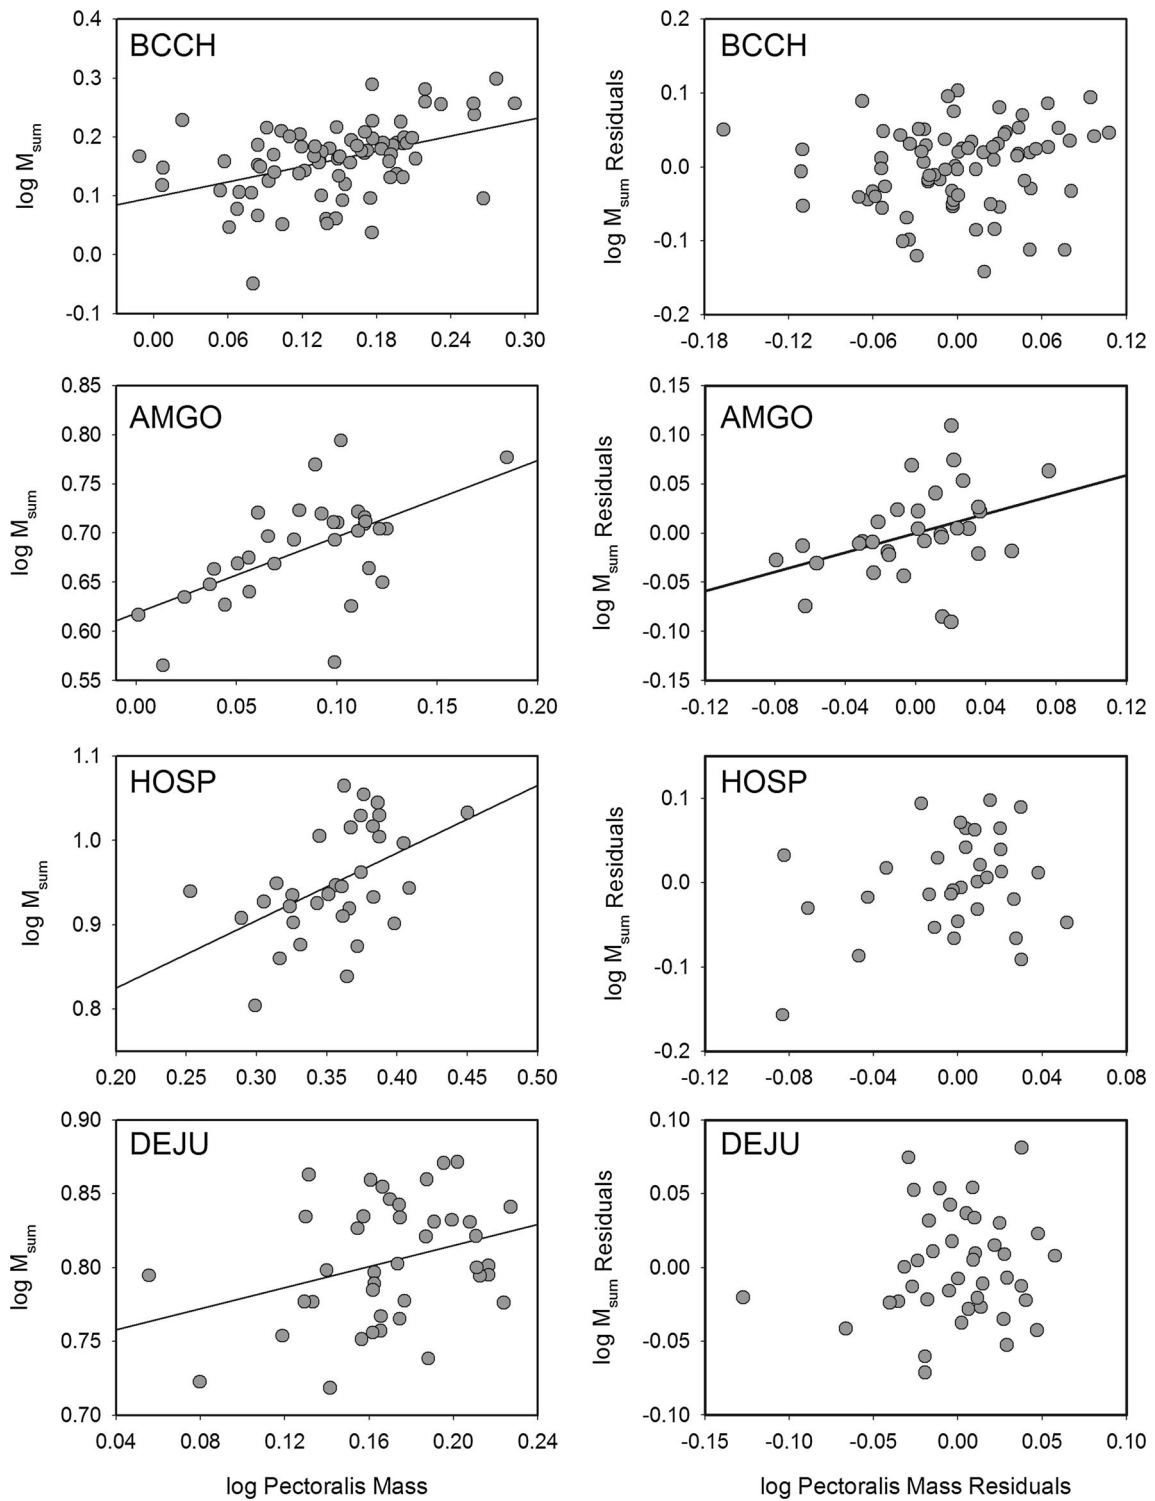 BCCH
0.4
0.3
0.2
0.1
0.0
-0.1
log Msum
0.00 0.06 0.12 0.18 0.24 0.30
BCCH
0.2
0.1
0.0
-0.1
-0.2
log Msum Residuals
-0.18 -0.12 -0.06 0.00 0.06 0.12
AMGO
0.85
0.80
0.75
0.70
0.65
0.60
0.55
log Msum
0.00 0.05 0.10 0.15 0.20
AMGO
0.15
0.10
0.05
0.00
-0.05
-0.10
-0.15
log Msum Residuals
-0.12 -0.08 -0.04 0.00 0.04 0.08 0.12
HOSP
1.1
1.0
0.9
0.8
log Msum
0.20 0.25 0.30 0.35 0.40 0.45 0.50
HOSP
0.1
0.0
-0.1
-0.2
log Msum Residuals
-0.12 -0.08 -0.04 0.00 0.04 0.08
DEJU
0.90
0.85
0.80
0.75
0.70
log Msum
0.04 0.08 0.12 0.16 0.20 0.24
log Pectoralis Mass
DEJU
0.10
0.05
0.00
-0.05
-0.10
log Msum Residuals
-0.15 -0.10 -0.05 0.00 0.05 0.10
log Pectoralis Mass Residuals